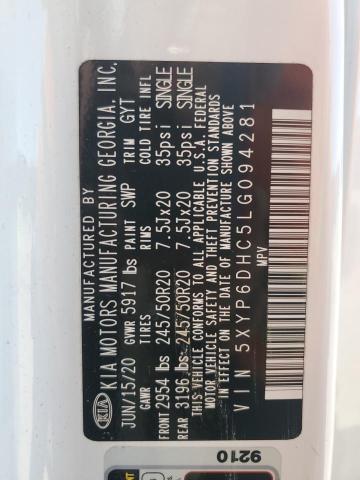 MANUFACTURED BY
KIA KIA MOTORS MANUFACTURING GEORGIA. INC.
JUN/15/20 GVWR 5917 lbs PAINT SWP TRIM GYT
GAWR TIRES RIMS COLD TIRE INFL
FRONT 2954 lbs 245/50R20 7.5Jx20 35psi SINGLE
REAR 3196 lbs 245/50R20 7.5Jx20 35psi SINGLE
THIS VEHICLE CONFORMS TO ALL APPLICABLE U.S.A. FEDERAL
MOTOR VEHICLE SAFETY AND THEFT PREVENTION STANDARDS
IN EFFECT ON THE DATE OF MANUFACTURE SHOWN ABOVE
VIN 5XYP6DHC5LG094281
MPV
9210